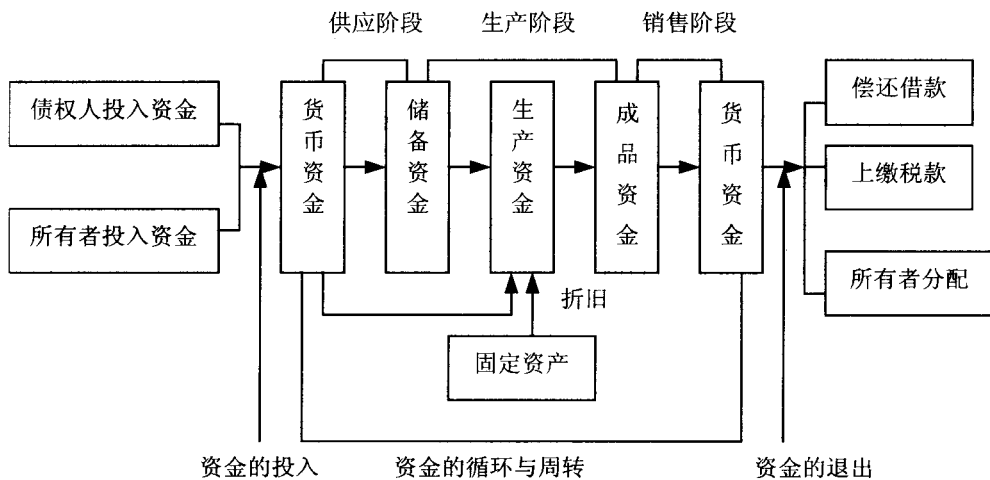 供应阶段 生产阶段 销售阶段
债权人投入资金
所有者投入资金
货币资金
储备资金
生产资金
成品资金
货币资金
偿还借款
上缴税款
所有者分配
折旧
固定资产
资金的投入 资金的循环与周转 资金的退出